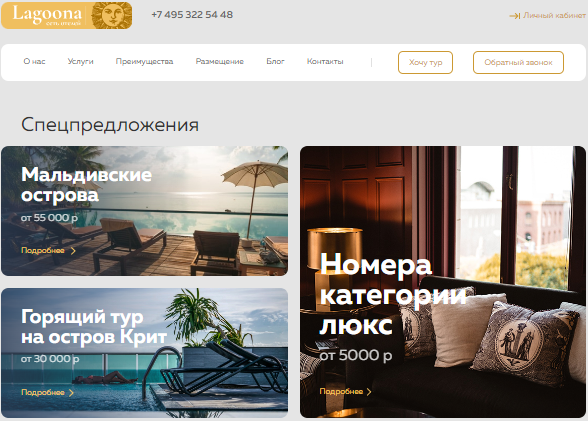 Lagoona
сеть отелей
+7 495 322 54 48
Личный кабинет
О нас
Услуги
Преимущества
Размещение
Блог
Контакты
Хочу тур
Обратный звонок
Спецпредложения
Мальдивские
острова
от 55 000 р
Подробнее
Горящий тур
на остров Крит
от 30 000 р
Подробнее
Номера
категории
люкс
от 5000 р
Подробнее